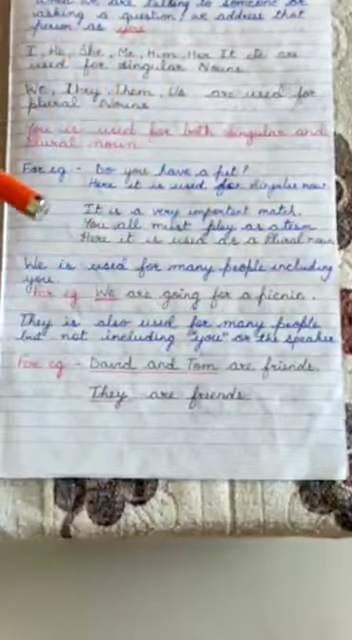 when we are talking to someone or
asking a question, we address that
person as you
I, He, She, Me, Him, Her It are
used for singular Nouns
We, They, Them, Us are used for
plural Nouns
You is used for both singular and
plural noun
For eg - Do you have a pet?
Here it is used for singular noun
It is a very important match.
You all must play as a team
Here it is used as a Plural noun
We is used for many people including
you.
For eg We are going for a picnic.
They is also used for many people
but not including "you" or the speaker
For eg - David and Tom are friends.
They are friends